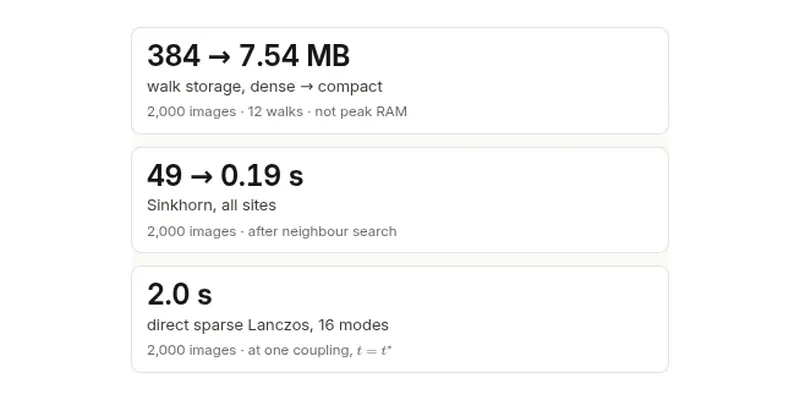 384 → 7.54 MB
walk storage, dense → compact
2,000 images · 12 walks · not peak RAM
49 → 0.19 s
Sinkhorn, all sites
2,000 images · after neighbour search
2.0 s
direct sparse Lanczos, 16 modes
2,000 images · at one coupling, t = t*